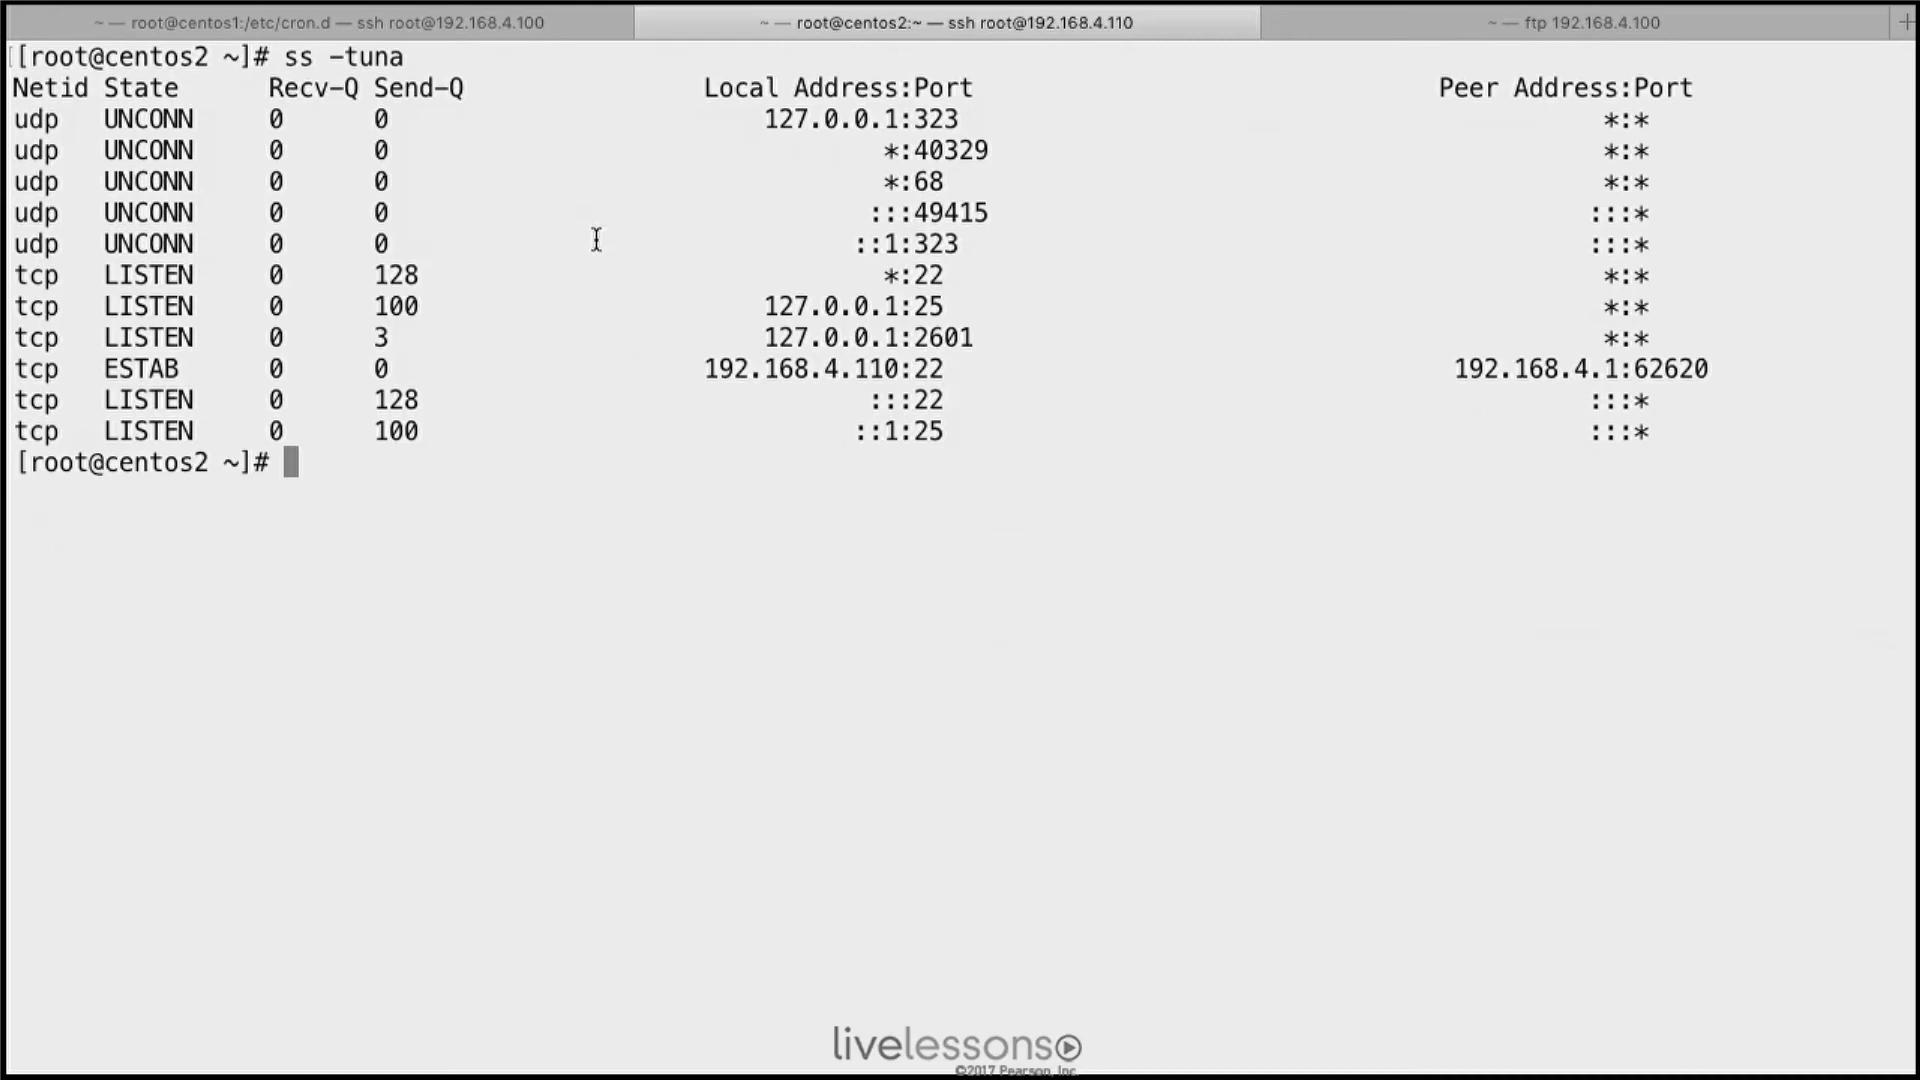 ~ — root@centos1:/etc/cron.d — ssh root@192.168.4.100 ~ — root@centos2:~ — ssh root@192.168.4.110 ~ — ftp 192.168.4.100 +
[[root@centos2 ~]# ss -tuna
Netid State Recv-Q Send-Q Local Address:Port Peer Address:Port
udp UNCONN 0 0 127.0.0.1:323 *:*
udp UNCONN 0 0 *:40329 *:*
udp UNCONN 0 0 *:68 *:*
udp UNCONN 0 0 :::49415 :::*
udp UNCONN 0 0 ::1:323 :::*
tcp LISTEN 0 128 *:22 *:*
tcp LISTEN 0 100 127.0.0.1:25 *:*
tcp LISTEN 0 3 127.0.0.1:2601 *:*
tcp ESTAB 0 0 192.168.4.110:22 192.168.4.1:62620
tcp LISTEN 0 128 :::22 :::*
tcp LISTEN 0 100 ::1:25 :::*
[root@centos2 ~]#
livelessons
©2017 Pearson, Inc.